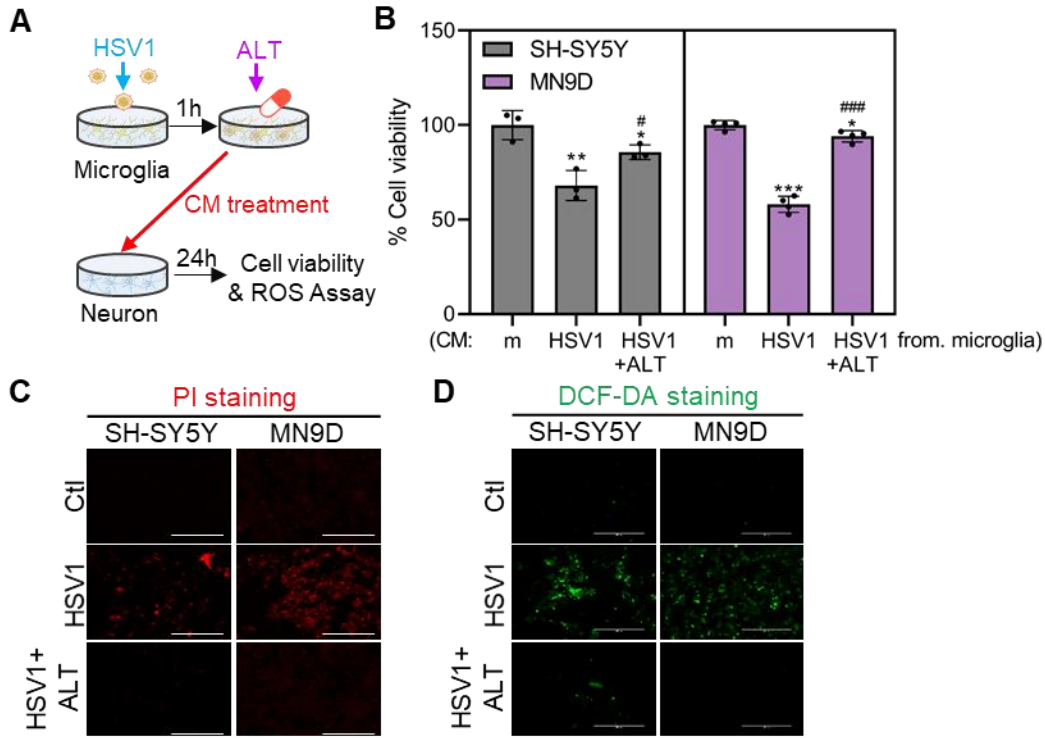 A
HSV1
ALT
1h
Microglia
CM treatment
24h
Cell viability
& ROS Assay
Neuron
B
150
SH-SY5Y
MN9D
% Cell viability
100
50
0
**
#
*
***
###
*
(CM: m HSV1 HSV1 m HSV1 HSV1 from. microglia)
+ALT +ALT
C
PI staining
SH-SY5Y MN9D
Ctl
HSV1
HSV1+
ALT
D
DCF-DA staining
SH-SY5Y MN9D
Ctl
HSV1
HSV1+
ALT